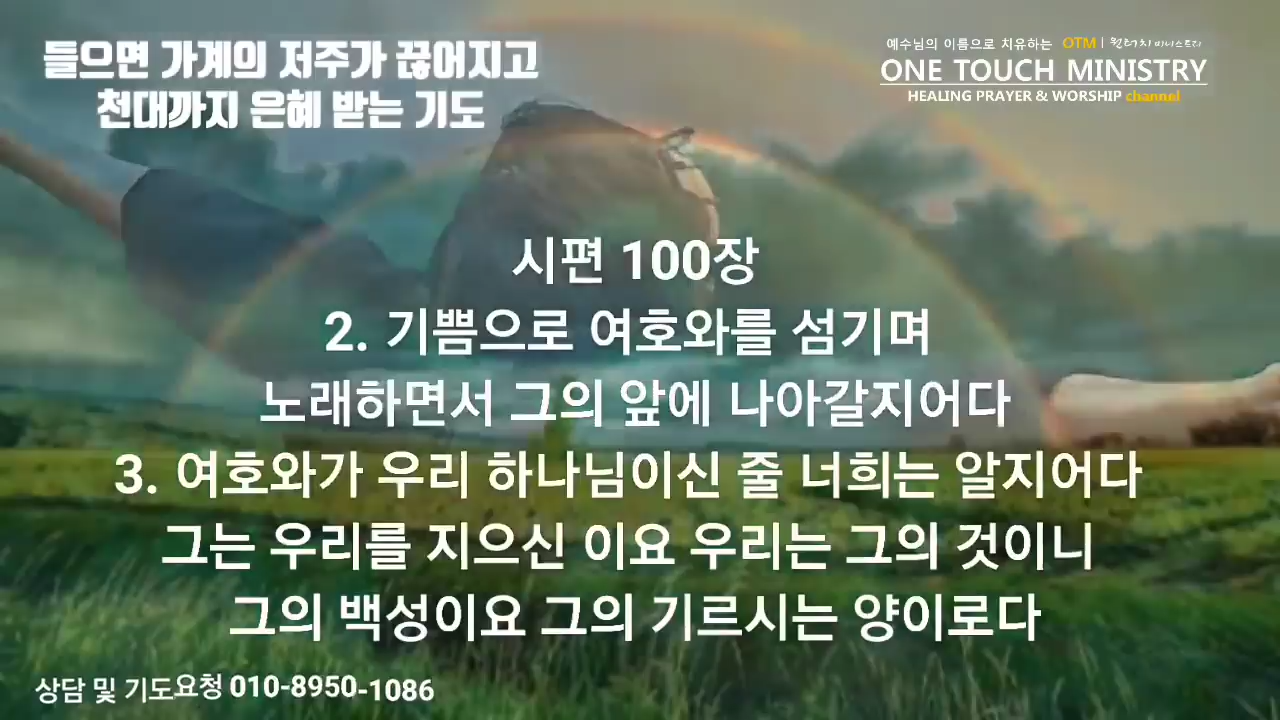 들으면 가계의 저주가 끊어지고
천대까지 은혜 받는 기도
예수님의 이름으로 치유하는 OTM | 원터치 미니스트리
ONE TOUCH MINISTRY
HEALING PRAYER & WORSHIP channel
시편 100장
2. 기쁨으로 여호와를 섬기며
노래하면서 그의 앞에 나아갈지어다
3. 여호와가 우리 하나님이신 줄 너희는 알지어다
그는 우리를 지으신 이요 우리는 그의 것이니
그의 백성이요 그의 기르시는 양이로다
상담 및 기도요청 010-8950-1086